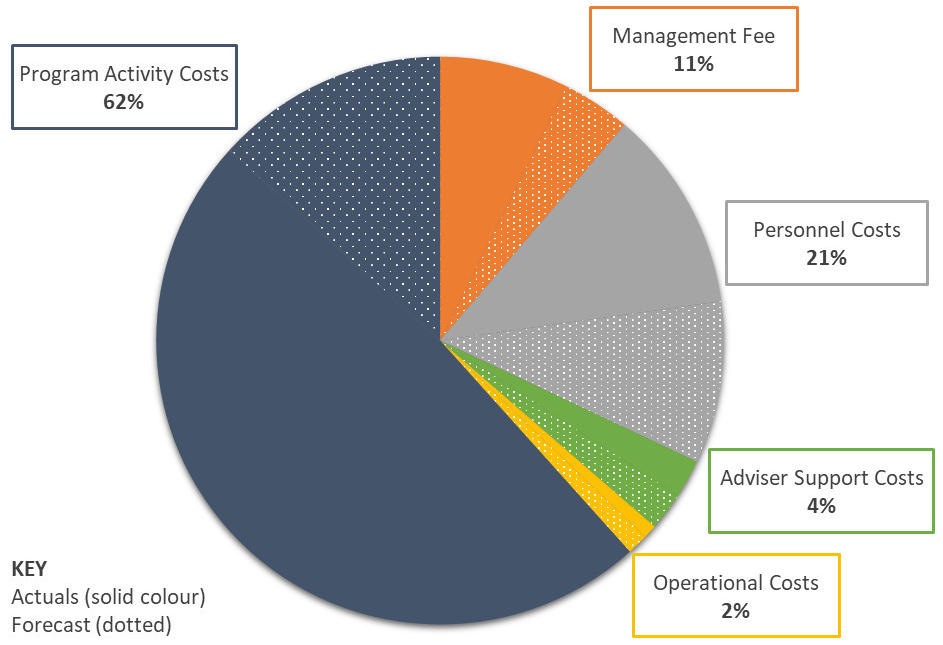 Program Activity Costs
62%
Management Fee
11%
Personnel Costs
21%
Adviser Support Costs
4%
Operational Costs
2%
KEY
Actuals (solid colour)
Forecast (dotted)